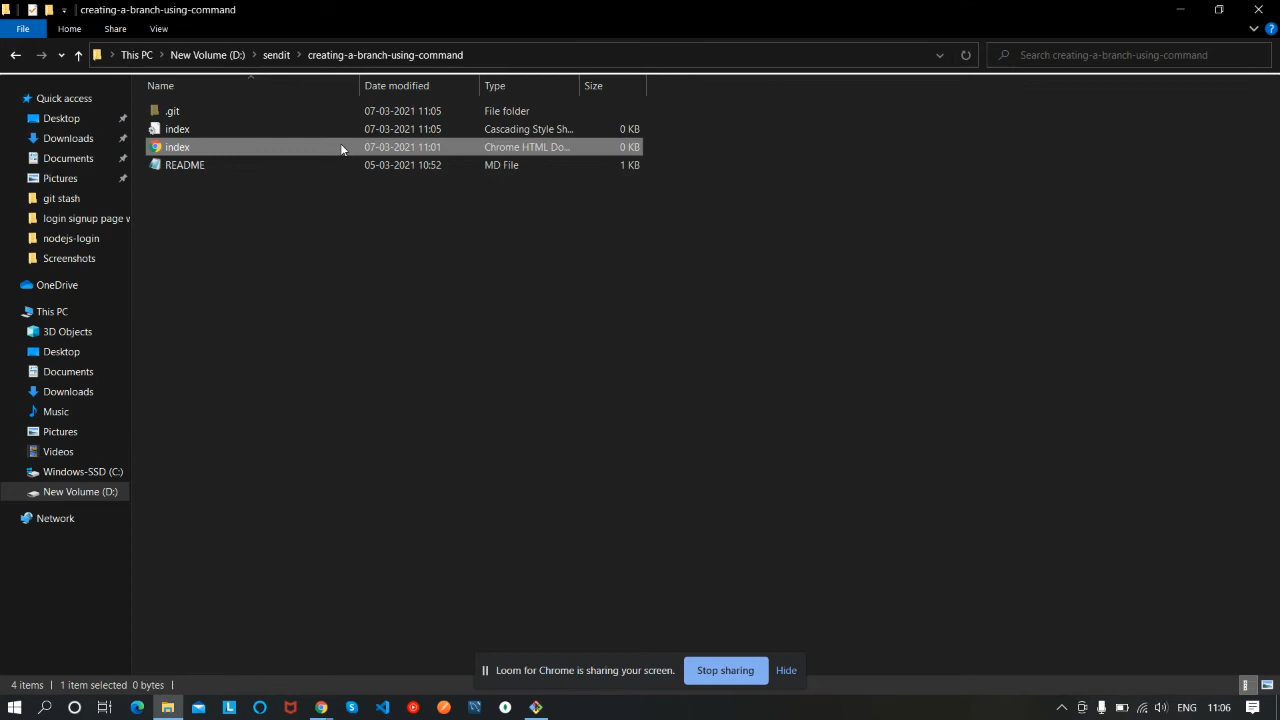 creating-a-branch-using-command
File Home Share View
This PC New Volume (D:) sendit creating-a-branch-using-command
Search creating-a-branch-using-command
Name Date modified Type Size
.git 07-03-2021 11:05 File folder
index 07-03-2021 11:05 Cascading Style Sh... 0 KB
index 07-03-2021 11:01 Chrome HTML Do... 0 KB
README 05-03-2021 10:52 MD File 1 KB
Quick access
Desktop
Downloads
Documents
Pictures
git stash
login signup page w
nodejs-login
Screenshots
OneDrive
This PC
3D Objects
Desktop
Documents
Downloads
Music
Pictures
Videos
Windows-SSD (C:)
New Volume (D:)
Network
Loom for Chrome is sharing your screen. Stop sharing Hide
4 items 1 item selected 0 bytes
ENG 11:06